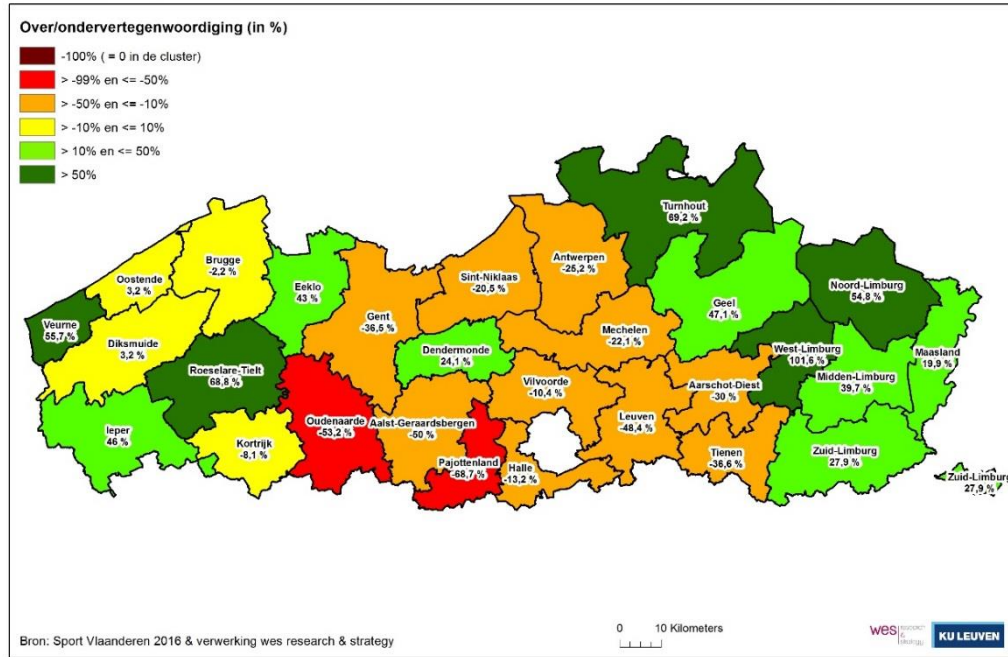 Over/ondervertegenwoordiging (in %)
-100% ( = 0 in de cluster)
> -99% en <= -50%
> -50% en <= -10%
> -10% en <= 10%
> 10% en <= 50%
> 50%
Turnhout
69,2 %
Brugge
-2,2 %
Oostende
3,2 %
Eeklo
43 %
Sint-Niklaas
-20,5 %
Antwerpen
-25,2 %
Geel
47,1 %
Noord-Limburg
54,8 %
Veurne
55,7 %
Diksmuide
3,2 %
Gent
-36,5 %
Mechelen
-22,1 %
Roeselare-Tielt
68,8 %
Dendermonde
24,1 %
West-Limburg
101,6 %
Maasland
19,9 %
Midden-Limburg
39,7 %
Vilvoorde
-10,4 %
Aarschot-Diest
-30 %
Ieper
46 %
Kortrijk
-8,1 %
Oudenaarde
-53,2 %
Aalst-Geraardsbergen
-50 %
Leuven
-48,4 %
Pajottenland
-68,7 %
Halle
-13,2 %
Tienen
-36,6 %
Zuid-Limburg
27,9 %
Zuid-Limburg
27,9 %
Bron: Sport Vlaanderen 2016 & verwerking wes research & strategy
0 10 Kilometers
wes research & strategy
KU LEUVEN